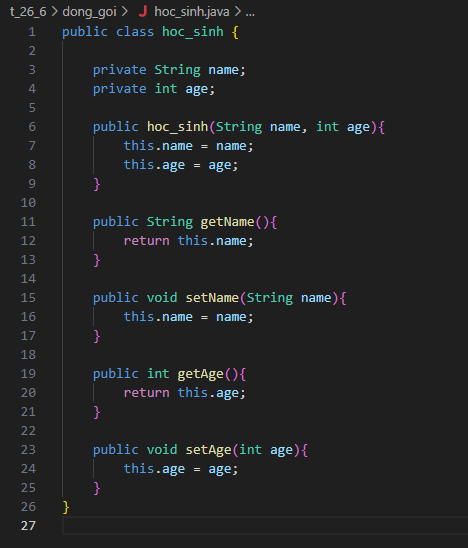 t_26_6 > dong_goi > J hoc_sinh.java > ...
1 public class hoc_sinh {
2
3     private String name;
4     private int age;
5
6     public hoc_sinh(String name, int age){
7         this.name = name;
8         this.age = age;
9     }
10
11     public String getName(){
12         return this.name;
13     }
14
15     public void setName(String name){
16         this.name = name;
17     }
18
19     public int getAge(){
20         return this.age;
21     }
22
23     public void setAge(int age){
24         this.age = age;
25     }
26 }
27